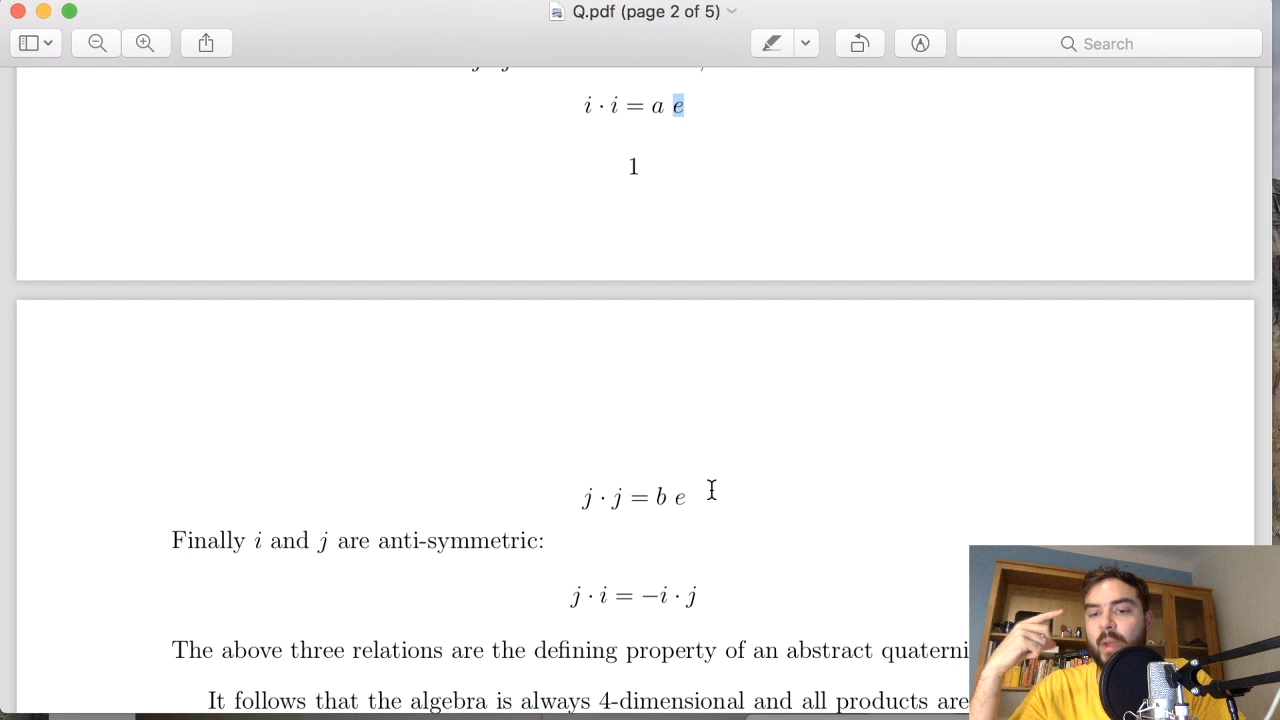 Q.pdf (page 2 of 5)
Search
i · i = a e
1
j · j = b e
Finally i and j are anti-symmetric:
j · i = −i · j
The above three relations are the defining property of an abstract quaterni
It follows that the algebra is always 4-dimensional and all products are